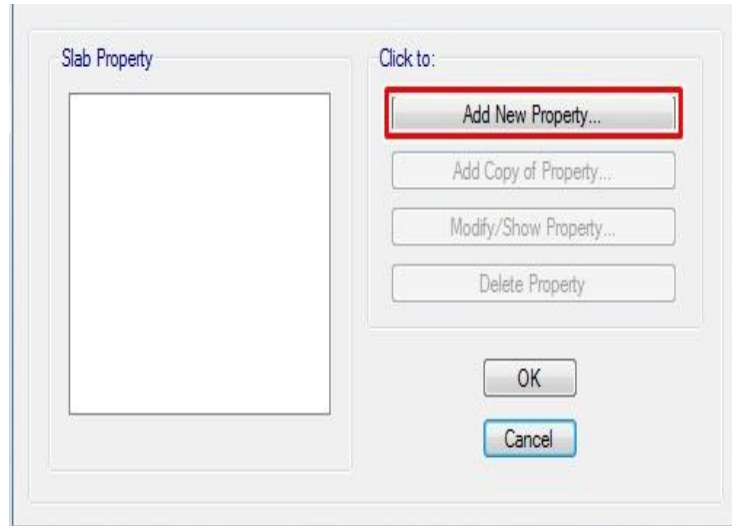 Slab Property
Click to:
Add New Property...
Add Copy of Property...
Modify/Show Property...
Delete Property
OK
Cancel